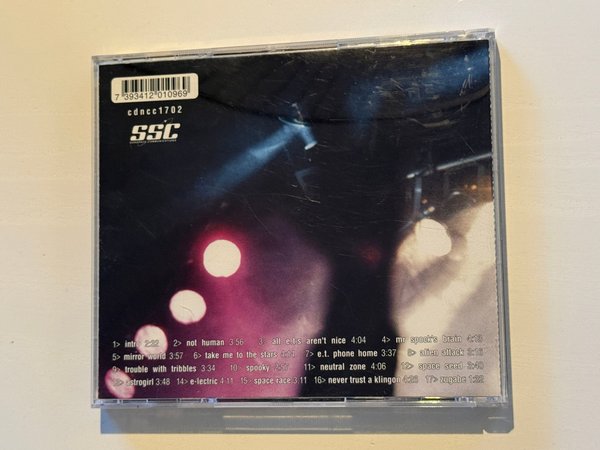 7 393412 010969
cdncc1702
SSC
1> intro 2:22 2> not human 3:56 3> all e.t.s aren't nice 4:04 4> mr spock's brain 4:13
5> mirror world 3:57 6> take me to the stars 7> e.t. phone home 3:37 8> alien attack
9> trouble with tribbles 3:34 10> spooky 11> neutral zone 4:06 12> space seed
13> astrogirl 3:48 14> e-lectric 4:11 15> space race 3:11 16> never trust a klingon 17> zugabe 1:22